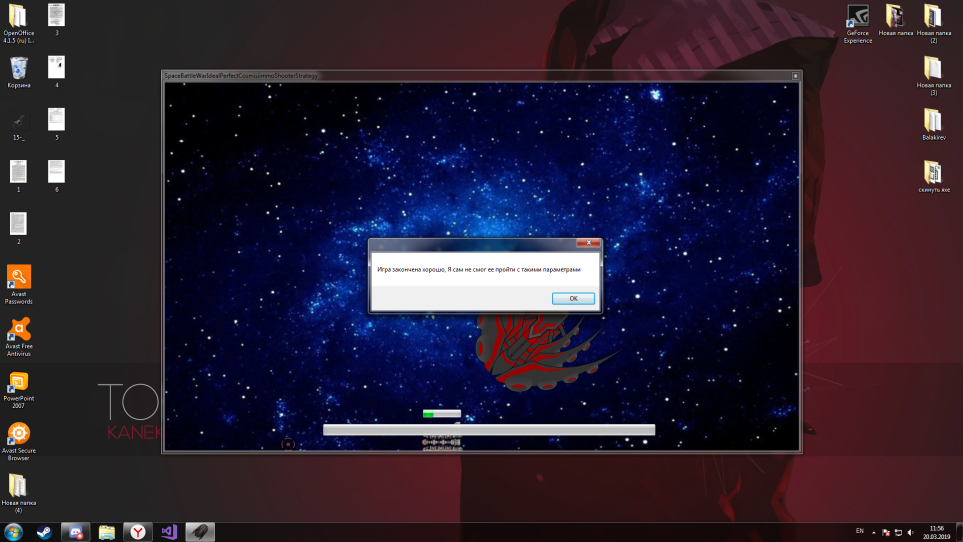 OpenOffice
4.1.5 (ru) I...
3
Корзина
4
15-_
5
1
6
2
Avast
Passwords
Avast Free
Antivirus
PowerPoint
2007
Avast Secure
Browser
Новая папка
(4)
GeForce
Experience
Новая папка
Новая папка
(2)
Новая папка
(3)
Balakirev
скинуть яхе
SpaceBattleWarIdealPerfectCosmosImmoShooterStrategy
Игра закончена хорошо, Я сам не смог ее пройти с такими параметрами
OK
TO
KANEK
EN
11:56
20.03.2019